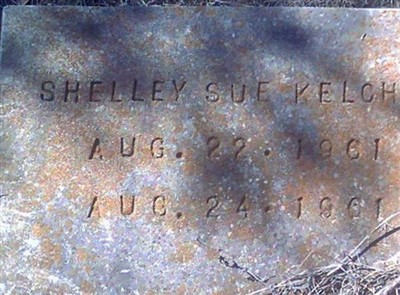 SHELLEY SUE KELCH
AUG. 22. 1961
AUG. 24. 1961